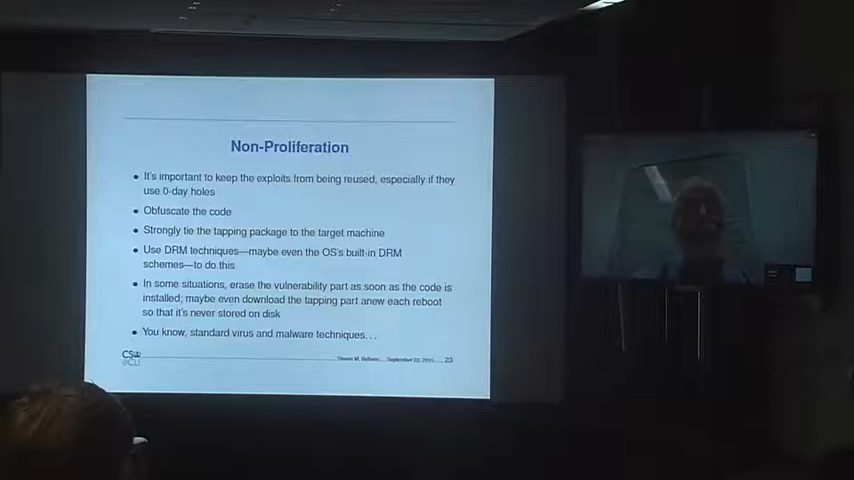 Non-Proliferation
• It's important to keep the exploits from being reused, especially if they
use 0-day holes
• Obfuscate the code
• Strongly tie the tapping package to the target machine
• Use DRM techniques—maybe even the OS's built-in DRM
schemes—to do this
• In some situations, erase the vulnerability part as soon as the code is
installed; maybe even download the tapping part anew each reboot
so that it's never stored on disk
• You know, standard virus and malware techniques...
Steven M. September 22, 23